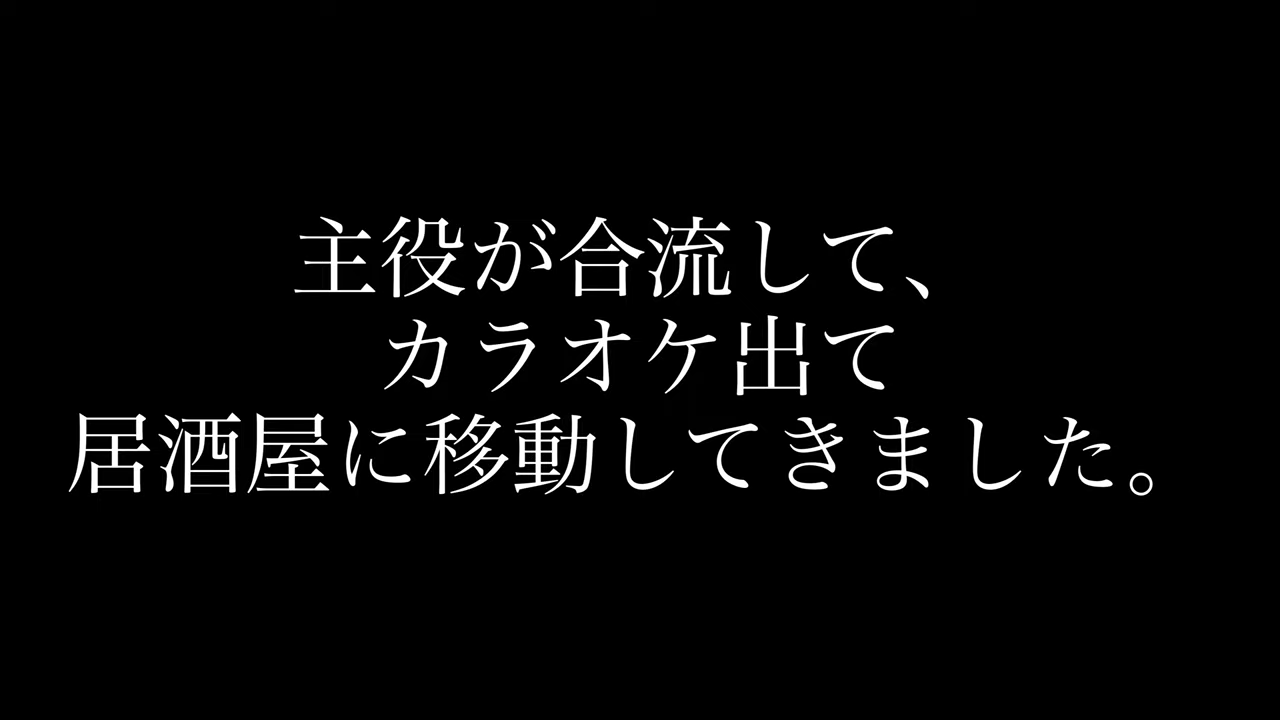 主役が合流して、
カラオケ出て
居酒屋に移動してきました。